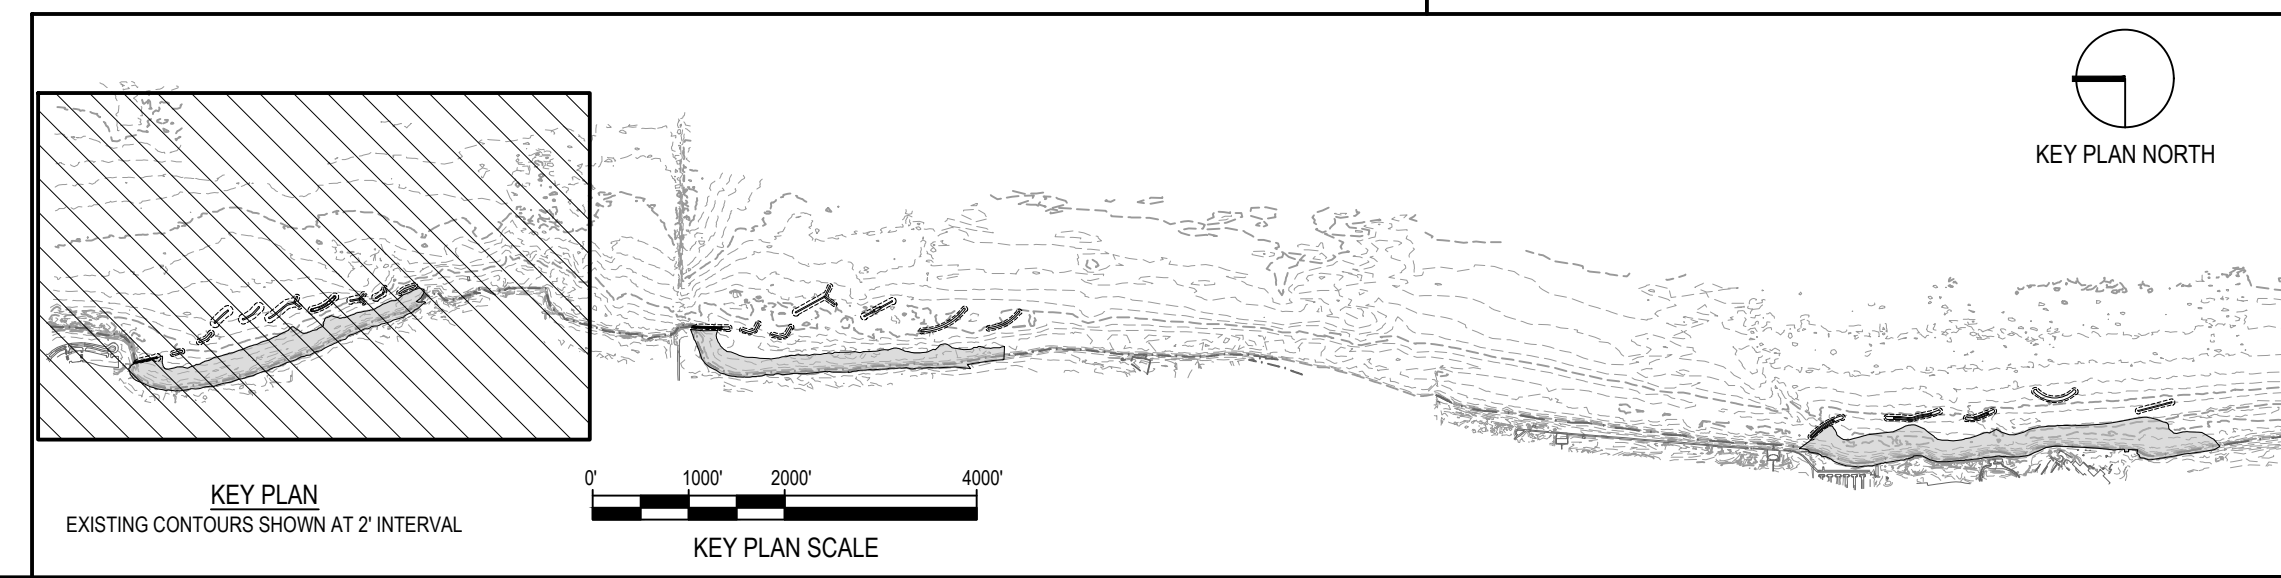 KEY PLAN NORTH
KEY PLAN
EXISTING CONTOURS SHOWN AT 2' INTERVAL
0' 1000' 2000' 4000'
KEY PLAN SCALE